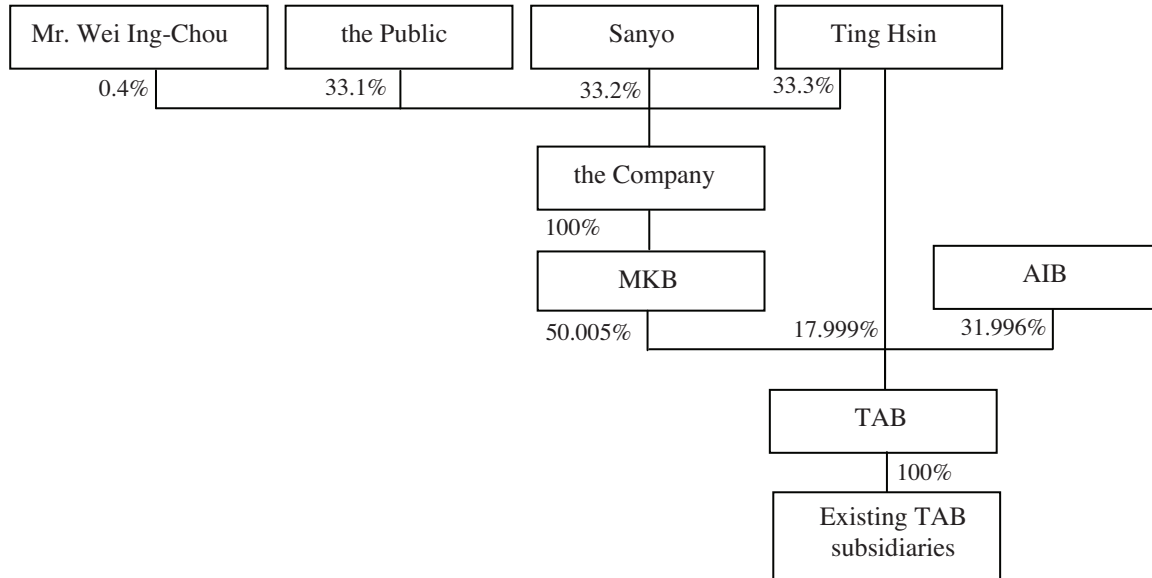 Mr. Wei Ing-Chou
the Public
Sanyo
Ting Hsin
0.4%
33.1%
33.2%
33.3%
the Company
100%
MKB
AIB
50.005%
17.999%
31.996%
TAB
100%
Existing TAB
subsidiaries